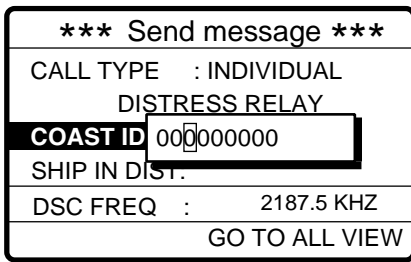 *** Send message ***
CALL TYPE : INDIVIDUAL
DISTRESS RELAY
COAST ID 000000000
SHIP IN DIST:
DSC FREQ : 2187.5 KHZ
GO TO ALL VIEW